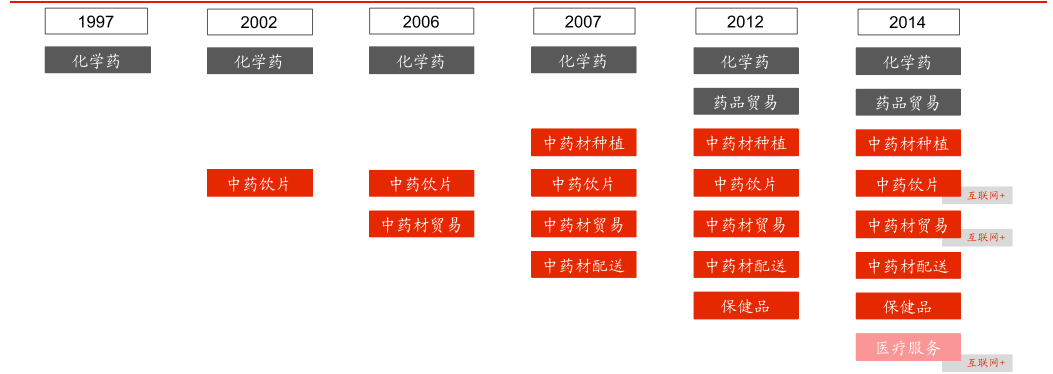 1997 2002 2006 2007 2012 2014
化学药 化学药 化学药 化学药 化学药 化学药
药品贸易 药品贸易
中药材种植 中药材种植 中药材种植
中药饮片 中药饮片 中药饮片 中药饮片 中药饮片
互联网+
中药材贸易 中药材贸易 中药材贸易 中药材贸易
互联网+
中药材配送 中药材配送 中药材配送
保健品 保健品
医疗服务
互联网+